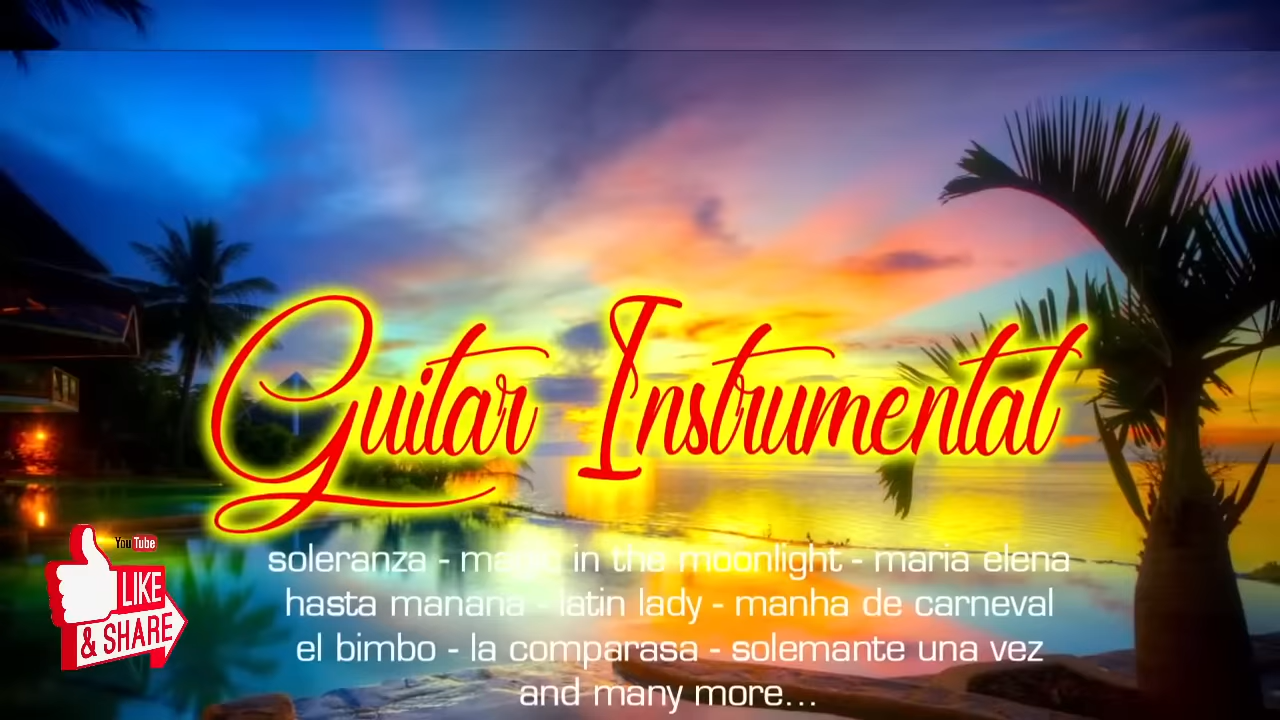 Guitar Instrumental
YouTube
LIKE
& SHARE
soleranza - in the moonlight - maria elena
hasta manana - latin lady - manha de carneval
el bimbo - la comparasa - solemante una vez
and many more...